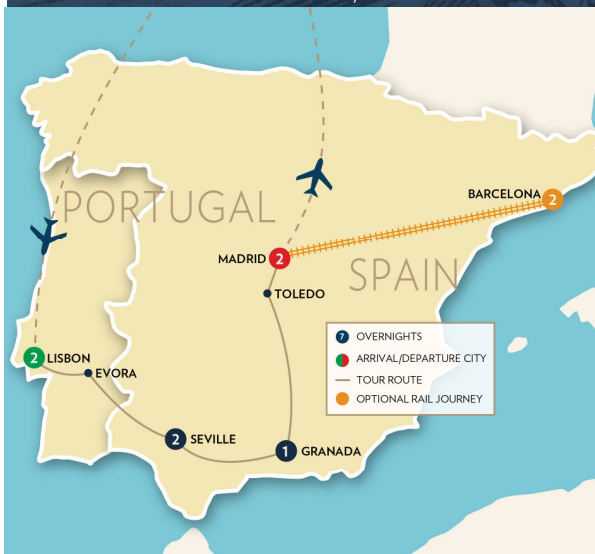 PORTUGAL
BARCELONA
2
MADRID
2
SPAIN
TOLEDO
7 OVERNIGHTS
ARRIVAL/DEPARTURE CITY
TOUR ROUTE
OPTIONAL RAIL JOURNEY
2 LISBON
EVORA
2 SEVILLE
1 GRANADA